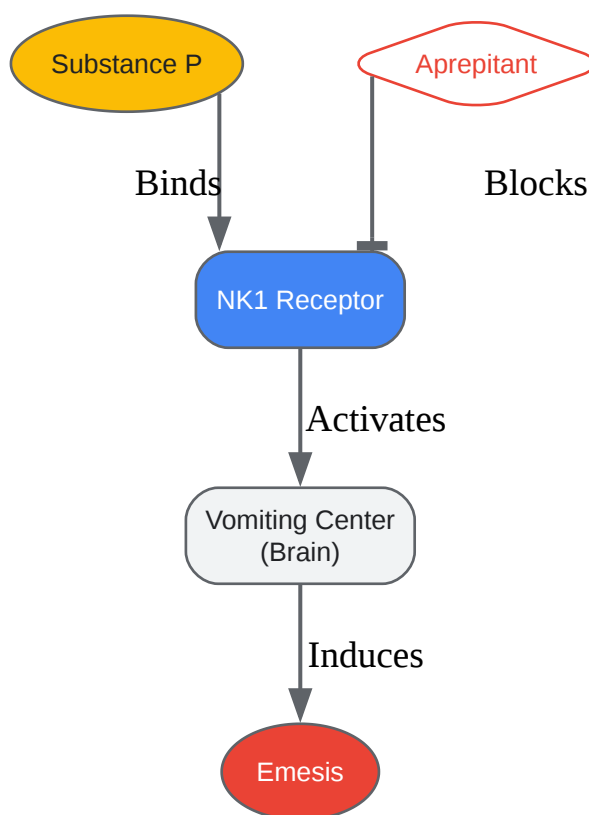 Substance P
Aprepitant
Binds
Blocks
NK1 Receptor
Activates
Vomiting Center
(Brain)
Induces
Emesis